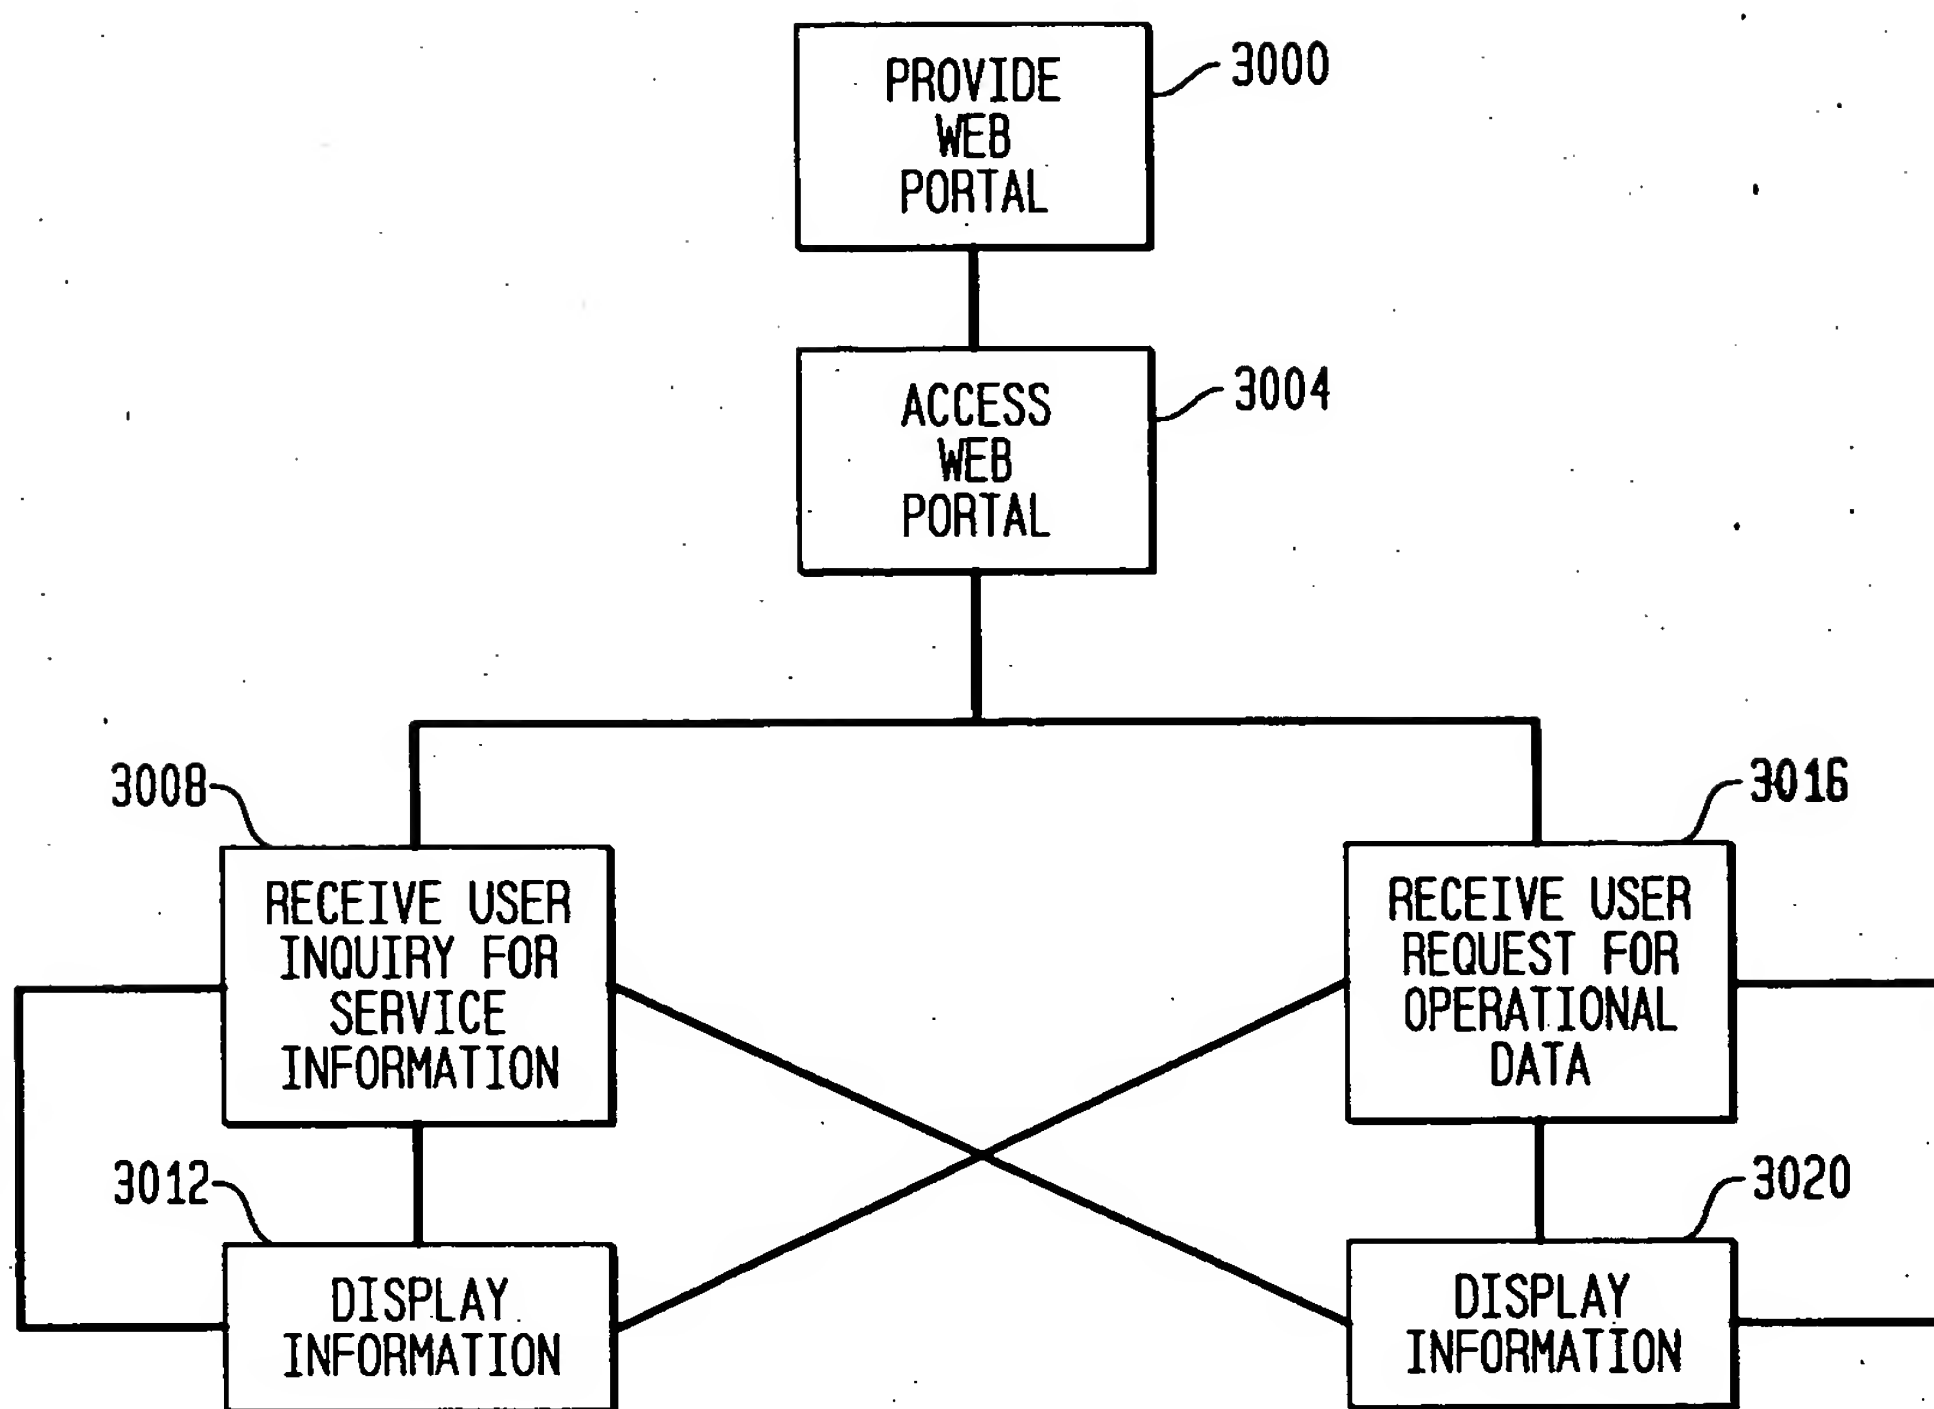 PROVIDE
WEB
PORTAL
3000
ACCESS
WEB
PORTAL
3004
3008
RECEIVE USER
INQUIRY FOR
SERVICE
INFORMATION
3016
RECEIVE USER
REQUEST FOR
OPERATIONAL
DATA
3012
DISPLAY
INFORMATION
3020
DISPLAY
INFORMATION